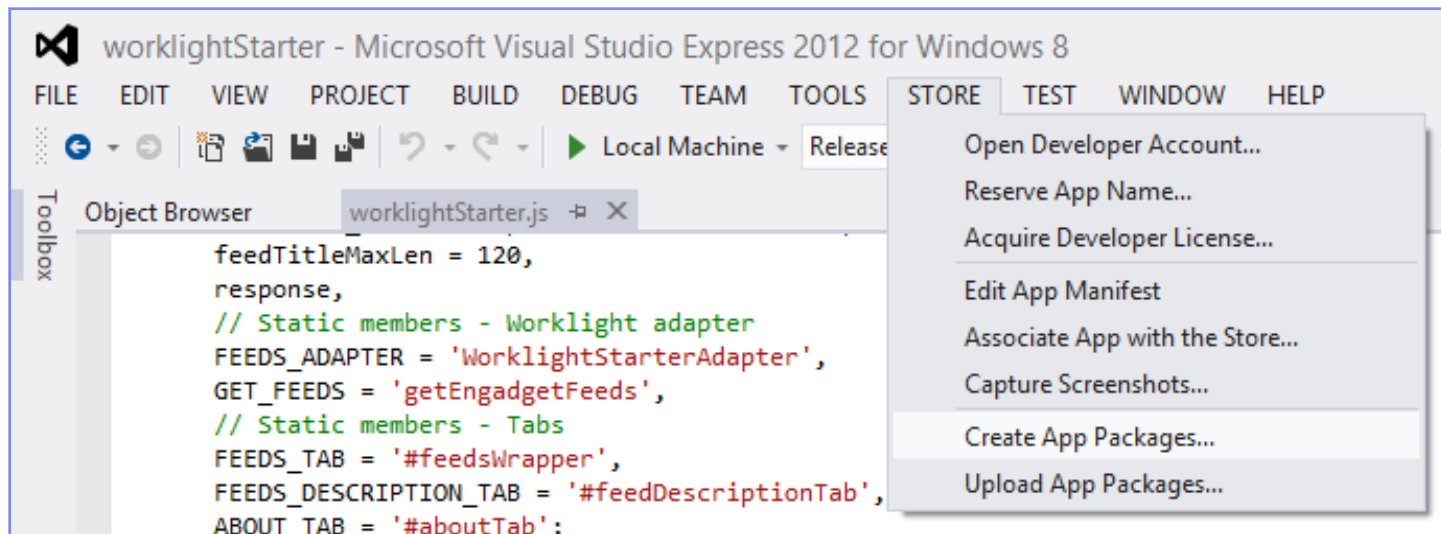 worklightStarter - Microsoft Visual Studio Express 2012 for Windows 8
FILE EDIT VIEW PROJECT BUILD DEBUG TEAM TOOLS STORE TEST WINDOW HELP
Local Machine Release
Open Developer Account...
Reserve App Name...
Acquire Developer License...
Edit App Manifest
Associate App with the Store...
Capture Screenshots...
Create App Packages...
Upload App Packages...
Toolbox
Object Browser worklightStarter.js
feedTitleMaxLen = 120,
response,
// Static members - Worklight adapter
FEEDS_ADAPTER = 'WorklightStarterAdapter',
GET_FEEDS = 'getEngadgetFeeds',
// Static members - Tabs
FEEDS_TAB = '#feedsWrapper',
FEEDS_DESCRIPTION_TAB = '#feedDescriptionTab',
ABOUT_TAB = '#aboutTab';